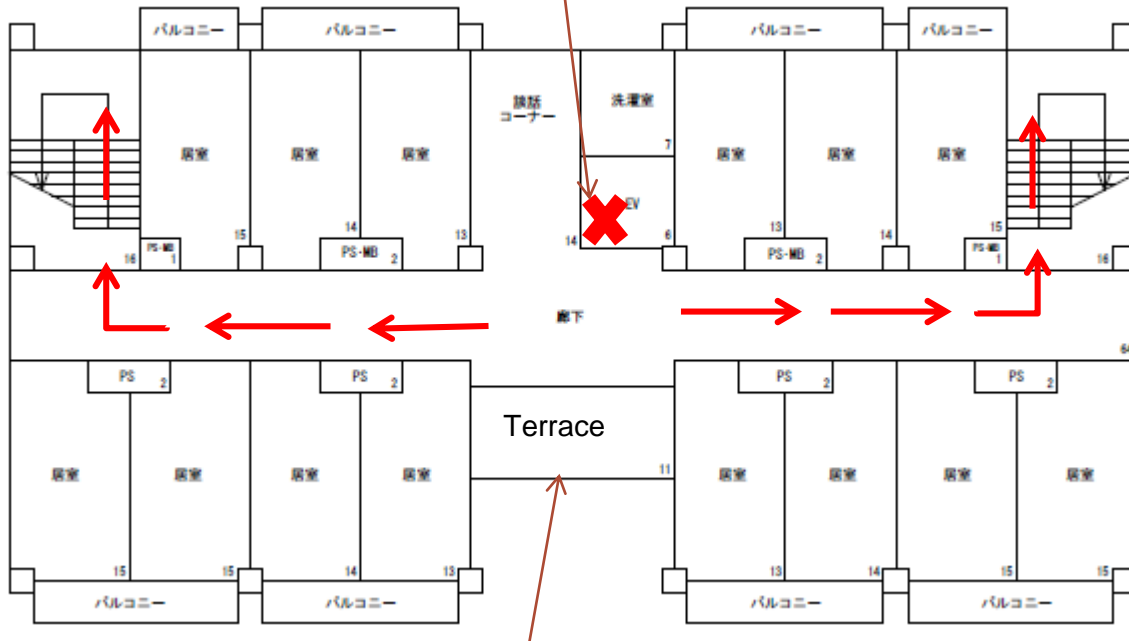 バルコニー バルコニー バルコニー バルコニー
談話
コーナー
洗濯室
7
居室 居室 居室 居室 居室 居室
EV
15 14 13 14 6 13 14 15
16 PS-MB 1 PS-MB 2 PS-MB 2 PS-MB 1 16
廊下
64
PS 2 PS 2 PS 2 PS 2
Terrace
11
居室 居室 居室 居室 居室 居室 居室 居室
15 15 14 13 13 14 15 15
バルコニー バルコニー バルコニー バルコニー